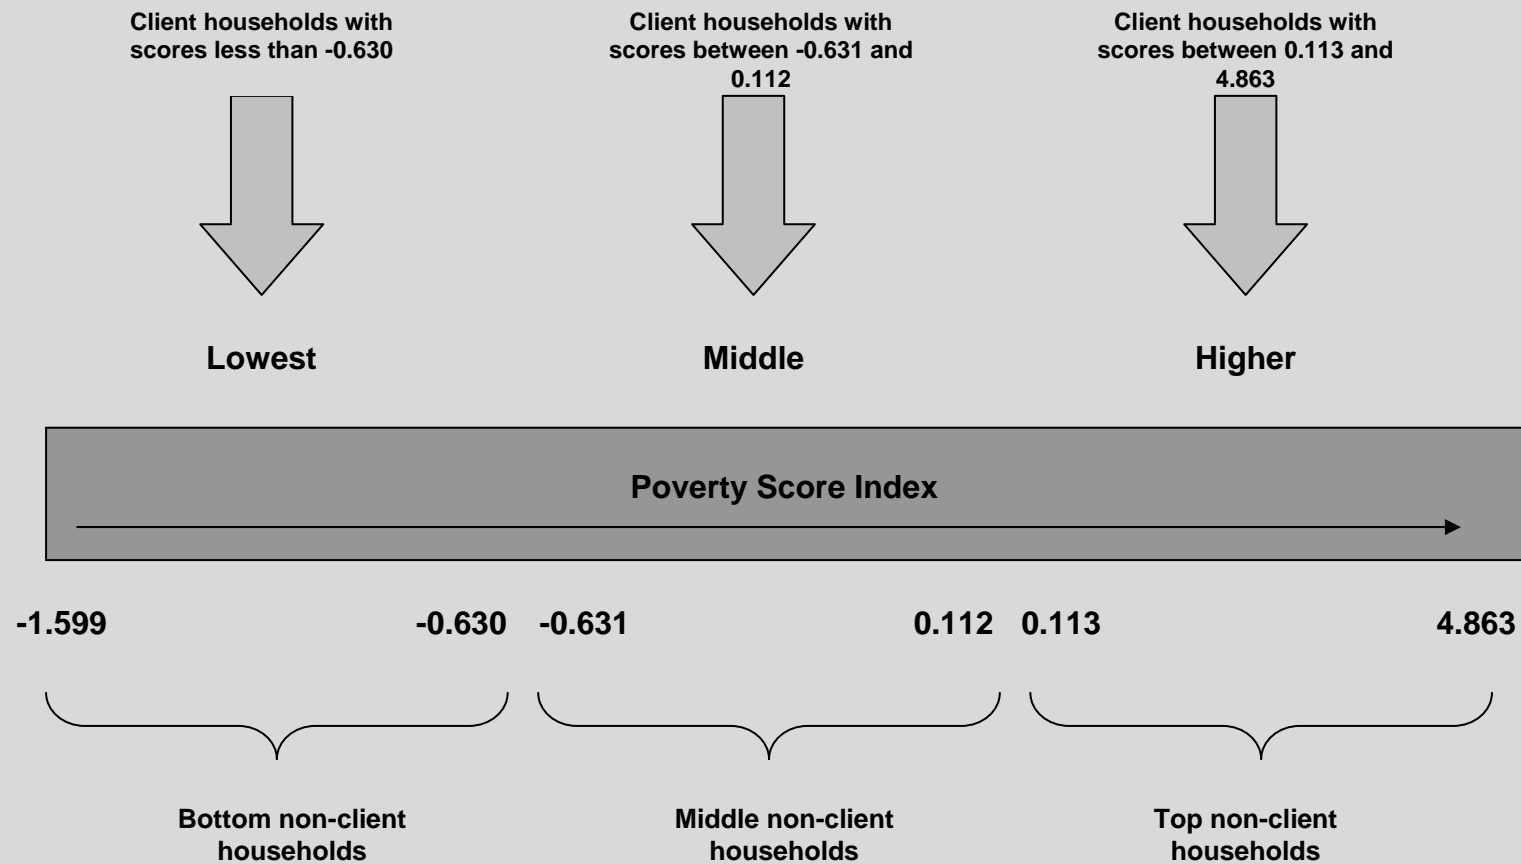 Client households with
scores less than -0.630
Client households with
scores between -0.631 and
0.112
Client households with
scores between 0.113 and
4.863
Lowest
Middle
Higher
Poverty Score Index
-1.599
-0.630
-0.631
0.112
0.113
4.863
Bottom non-client
households
Middle non-client
households
Top non-client
households